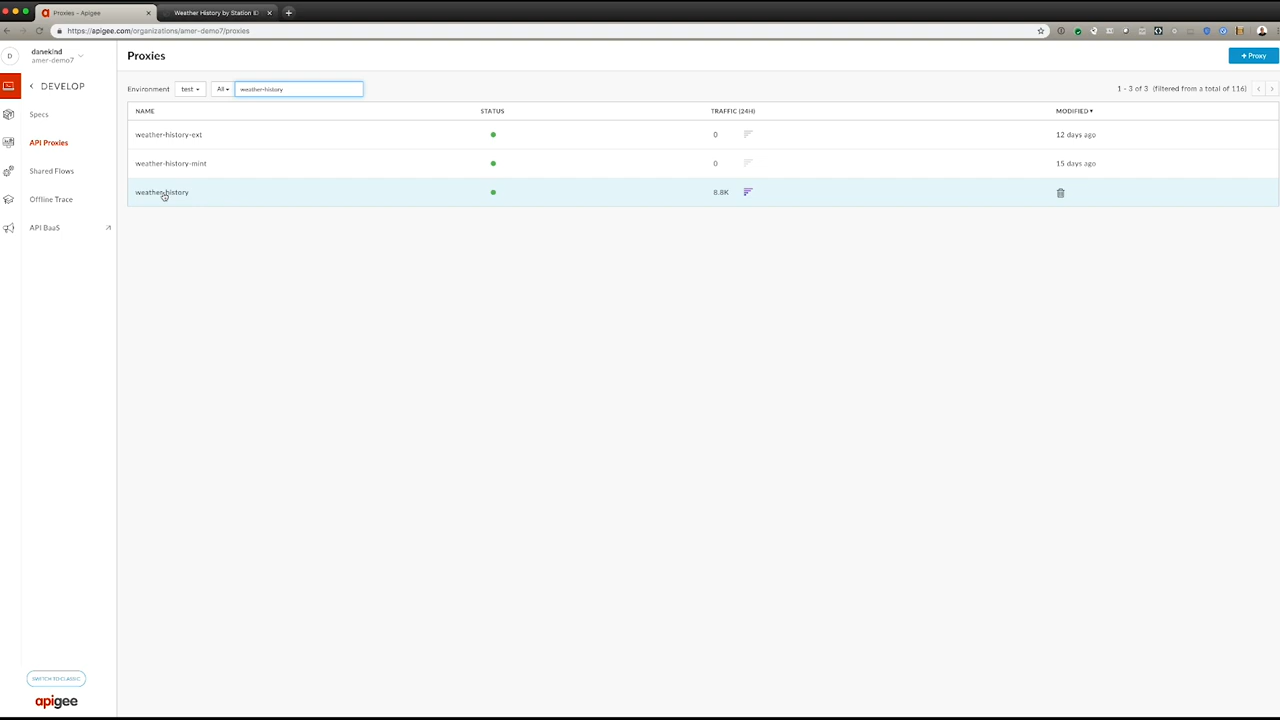 Proxies - Apigee
Weather History by Station ID
https://apigee.com/organizations/amer-demo7/proxies
D
danekind
amer-demo7
Proxies
+ Proxy
DEVELOP
Environment test All weather-history
1 - 3 of 3 (filtered from a total of 116)
NAME STATUS TRAFFIC (24H) MODIFIED
Specs
weather-history-ext 0 12 days ago
API Proxies
weather-history-mint 0 15 days ago
Shared Flows
weather-history 8.8K
Offline Trace
API BaaS
SWITCH TO CLASSIC
apigee